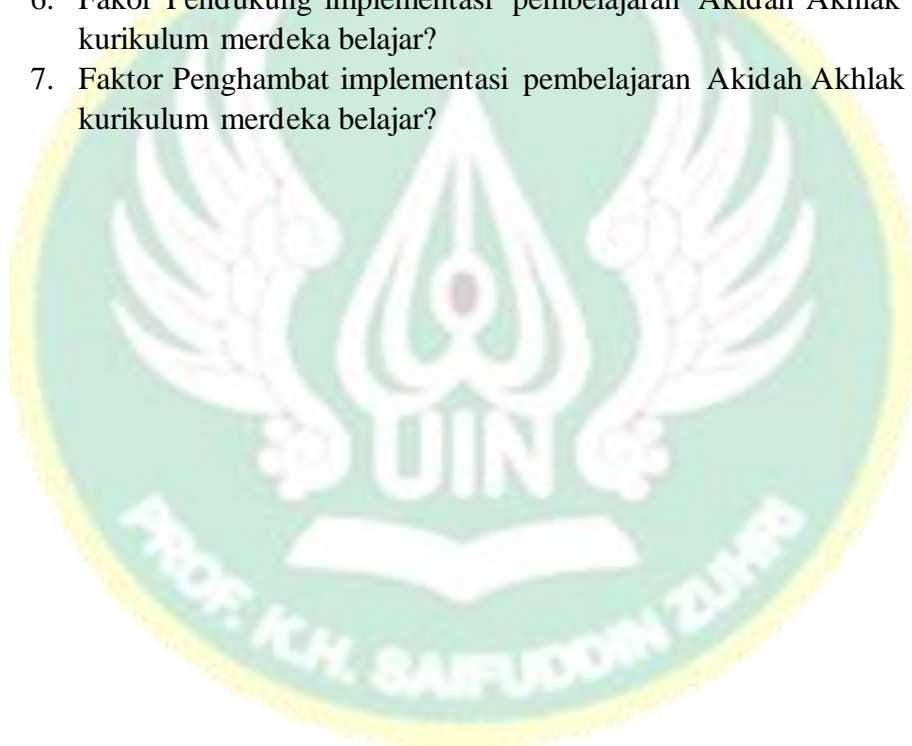 6. Fakor Pendukung implementasi pembelajaran Akidah Akhlak
kurikulum merdeka belajar?
7. Faktor Penghambat implementasi pembelajaran Akidah Akhlak
kurikulum merdeka belajar?
UIN
PROF. K.H. SAIFUDDIN ZUHRI